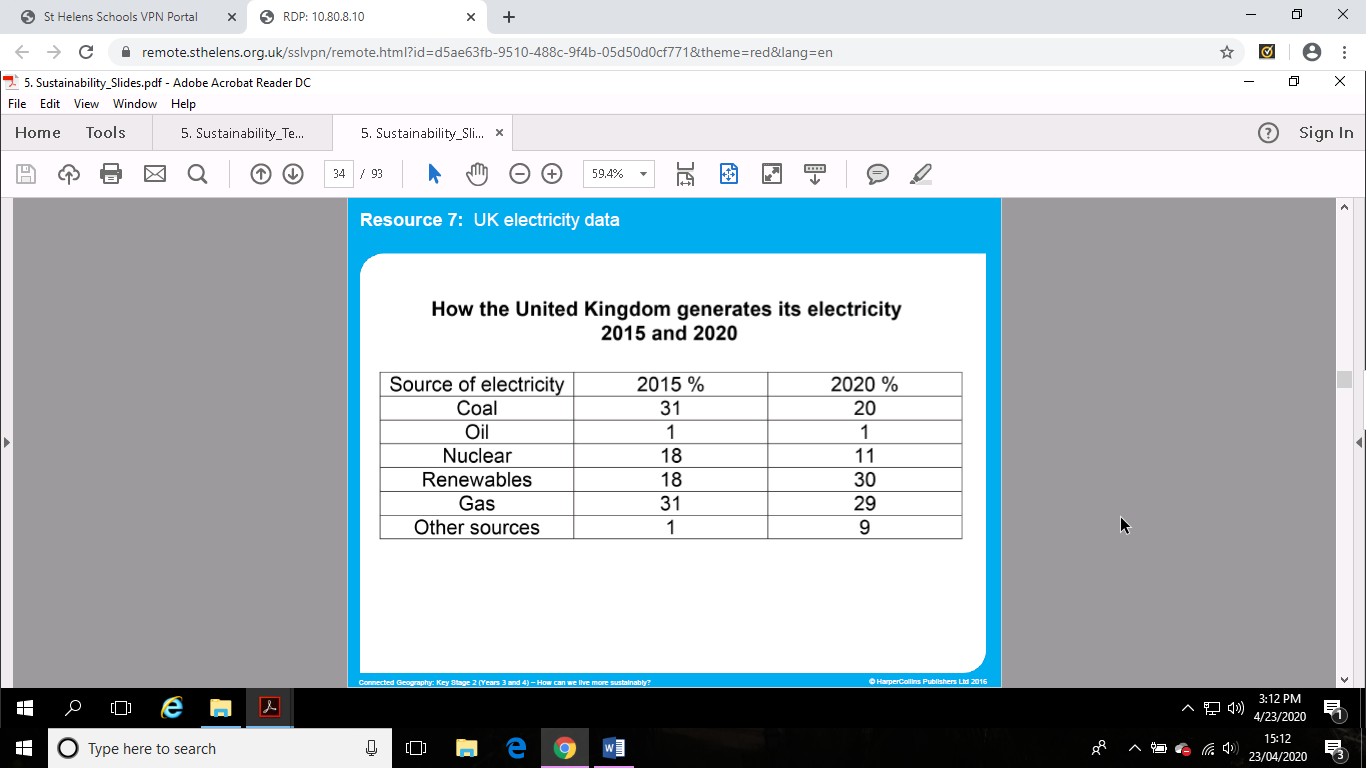 St Helens Schools VPN Portal
RDP: 10.80.8.10
remote.sthelens.org.uk/sslvpn/remote.html?id=d5ae63fb-9510-488c-9f4b-05d50d0cf771&theme=red&lang=en
5. Sustainability_Slides.pdf - Adobe Acrobat Reader DC
File Edit View Window Help
Home Tools 5. Sustainability_Te... 5. Sustainability_Sli... Sign In
34 / 93 59.4%
Resource 7: UK electricity data
How the United Kingdom generates its electricity
2015 and 2020
Source of electricity 2015 % 2020 %
Coal 31 20
Oil 1 1
Nuclear 18 11
Renewables 18 30
Gas 31 29
Other sources 1 9
Connected Geography: Key Stage 2 (Years 3 and 4) – How can we live more sustainably? © HarperCollins Publishers Ltd 2016
3:12 PM
4/23/2020
1
Type here to search
15:12
23/04/2020
3